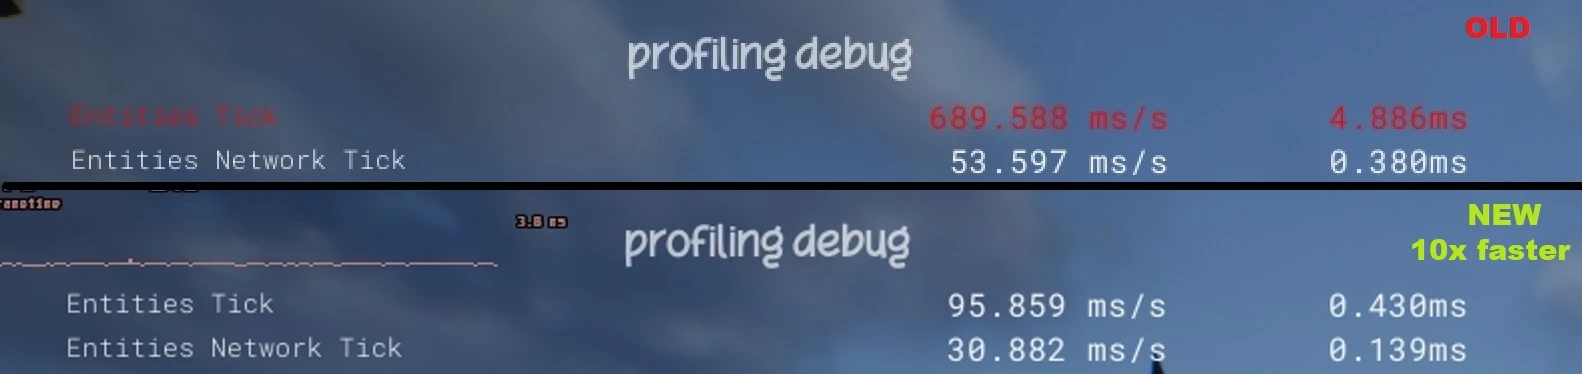 OLD
profiling debug
Entities Tick 689.588 ms/s 4.886ms
Entities Network Tick 53.597 ms/s 0.380ms
NEW
10x faster
3.8 ms
profiling debug
Entities Tick 95.859 ms/s 0.430ms
Entities Network Tick 30.882 ms/s 0.139ms